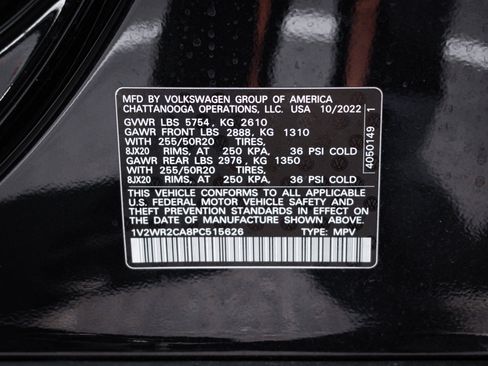 MFD BY VOLKSWAGEN GROUP OF AMERICA
CHATTANOOGA OPERATIONS, LLC. USA 10/2022
GVWR LBS 5754, KG 2610
GAWR FRONT LBS 2888, KG 1310
WITH 255/50R20 TIRES,
8JX20 RIMS, AT 250 KPA, 36 PSI COLD
GAWR REAR LBS 2976, KG 1350
WITH 255/50R20 TIRES,
8JX20 RIMS, AT 250 KPA, 36 PSI COLD
THIS VEHICLE CONFORMS TO ALL APPLICABLE
U.S. FEDERAL MOTOR VEHICLE SAFETY AND
THEFT PREVENTION STANDARDS IN EFFECT ON
DATE OF MANUFACTURE SHOWN ABOVE.
1V2WR2CA8PC515626 TYPE: MPV
4050149 1